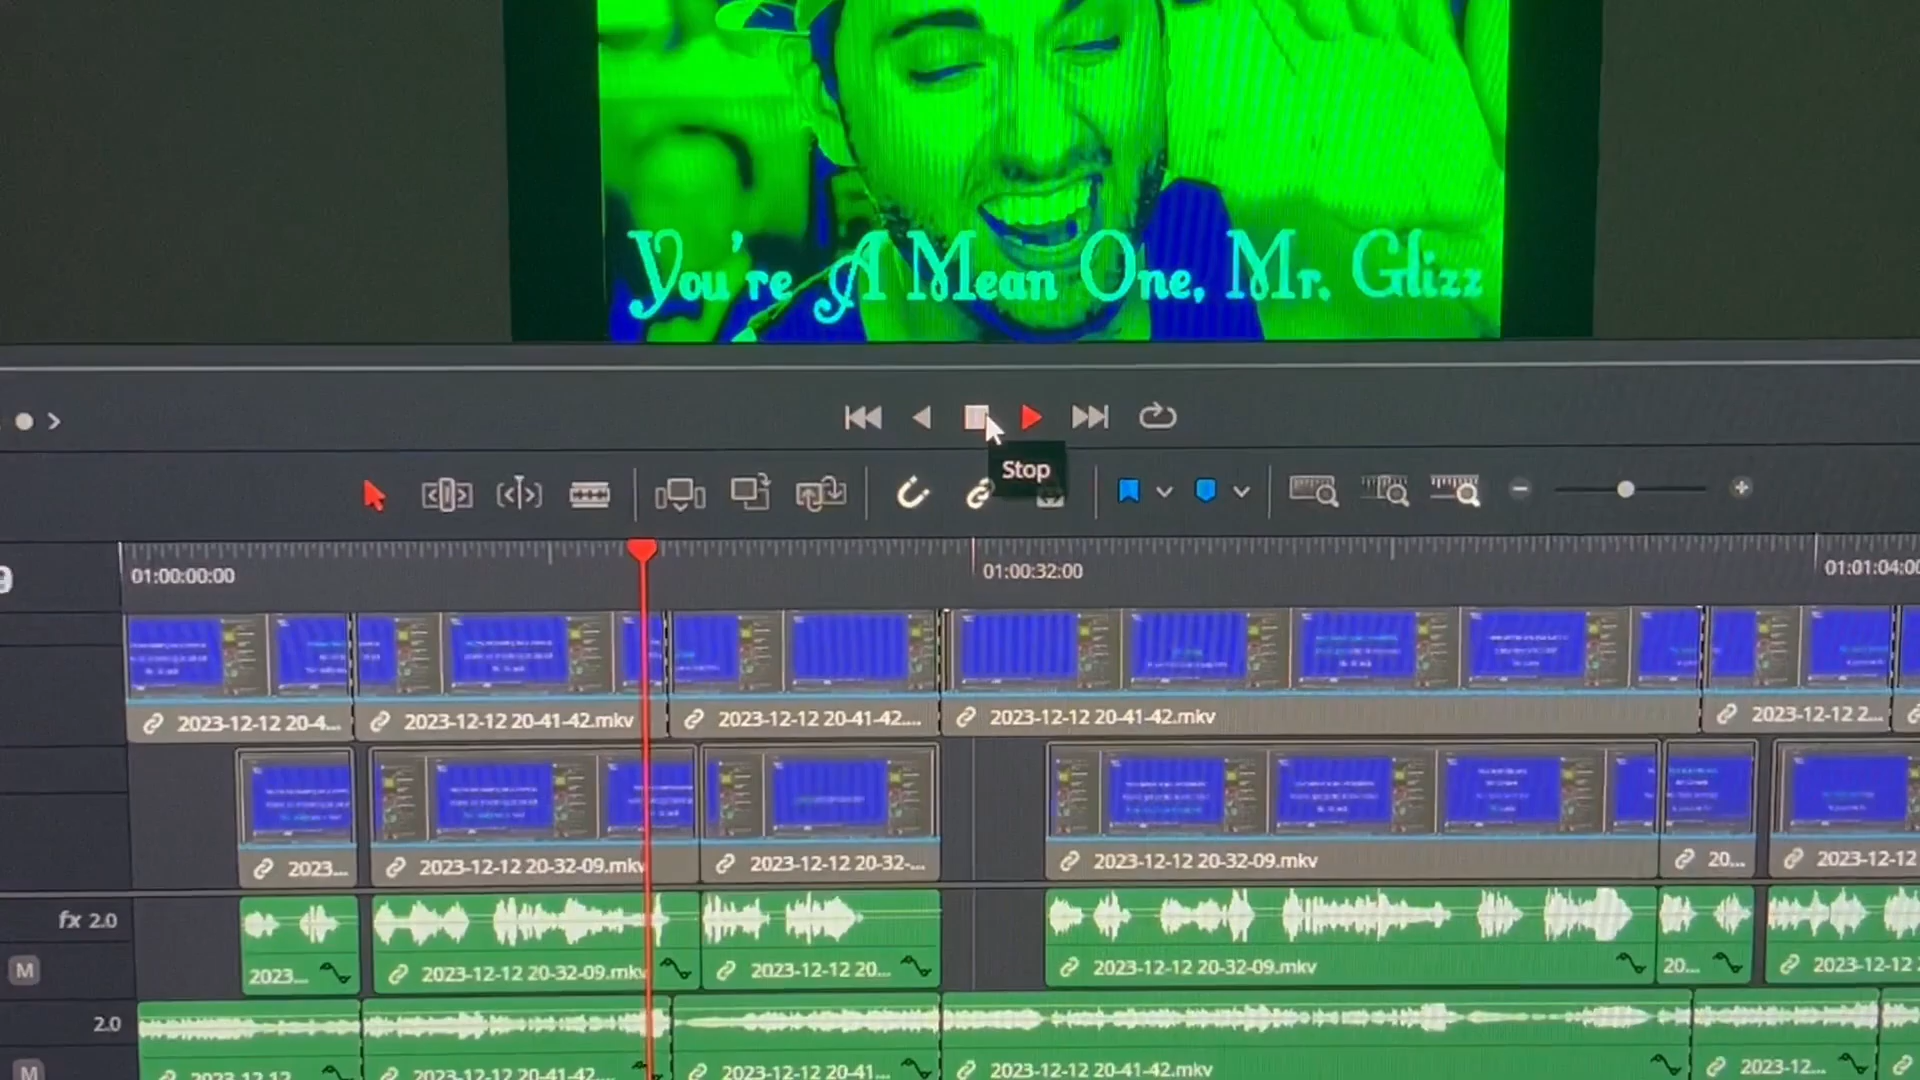 You're A Mean One, Mr. Glizz
Stop
01:00:00:00
01:00:32:00
01:01:04:00
2023-12-12 20-4...
2023-12-12 20-41-42.mkv
2023-12-12 20-41-42....
2023-12-12 20-41-42.mkv
2023-12-12 2...
2023...
2023-12-12 20-32-09.mkv
2023-12-12 20-32-...
2023-12-12 20-32-09.mkv
20...
2023-12-12
fx 2.0
M
2023...
2023-12-12 20-32-09.mkv
2023-12-12 20...
2023-12-12 20-32-09.mkv
20...
2023-12-12
2.0
M
2023-12-12
2023-12-12 20-41-42....
2023-12-12 20-41...
2023-12-12 20-41-42.mkv
2023-12...